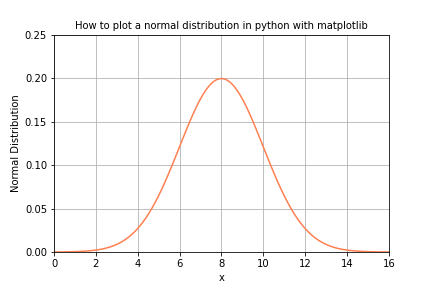 How to plot a normal distribution in python with matplotlib
0.25
0.20
0.15
0.10
0.05
0.00
Normal Distribution
0 2 4 6 8 10 12 14 16
x